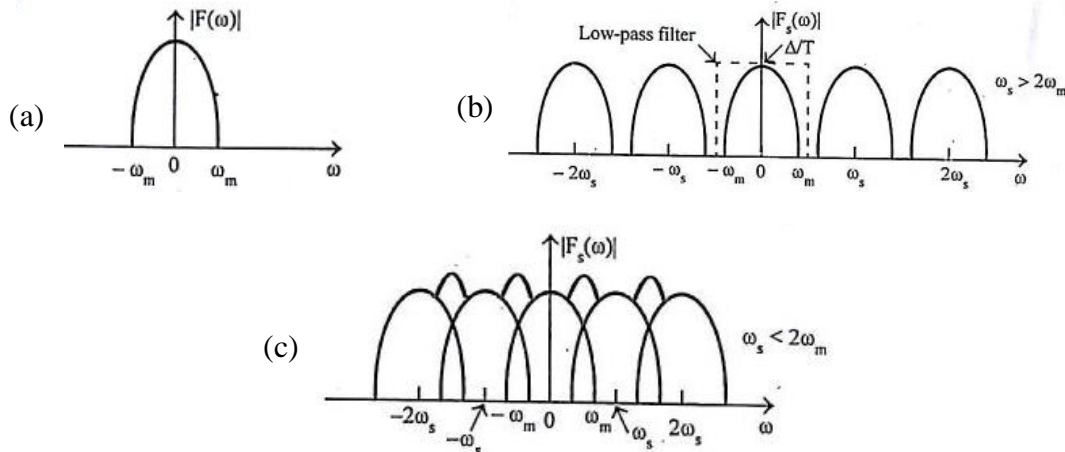 |F(ω)|
(a)
− ω_m 0 ω_m ω
(b)
|F_s(ω)|
Low-pass filter
Δ/T
ω_s > 2ω_m
− 2ω_s − ω_s −ω_m 0 ω_m ω_s 2ω_s ω
|F_s(ω)|
(c)
ω_s < 2ω_m
−2ω_s −ω_s − ω_m 0 ω_m ω_s 2ω_s ω